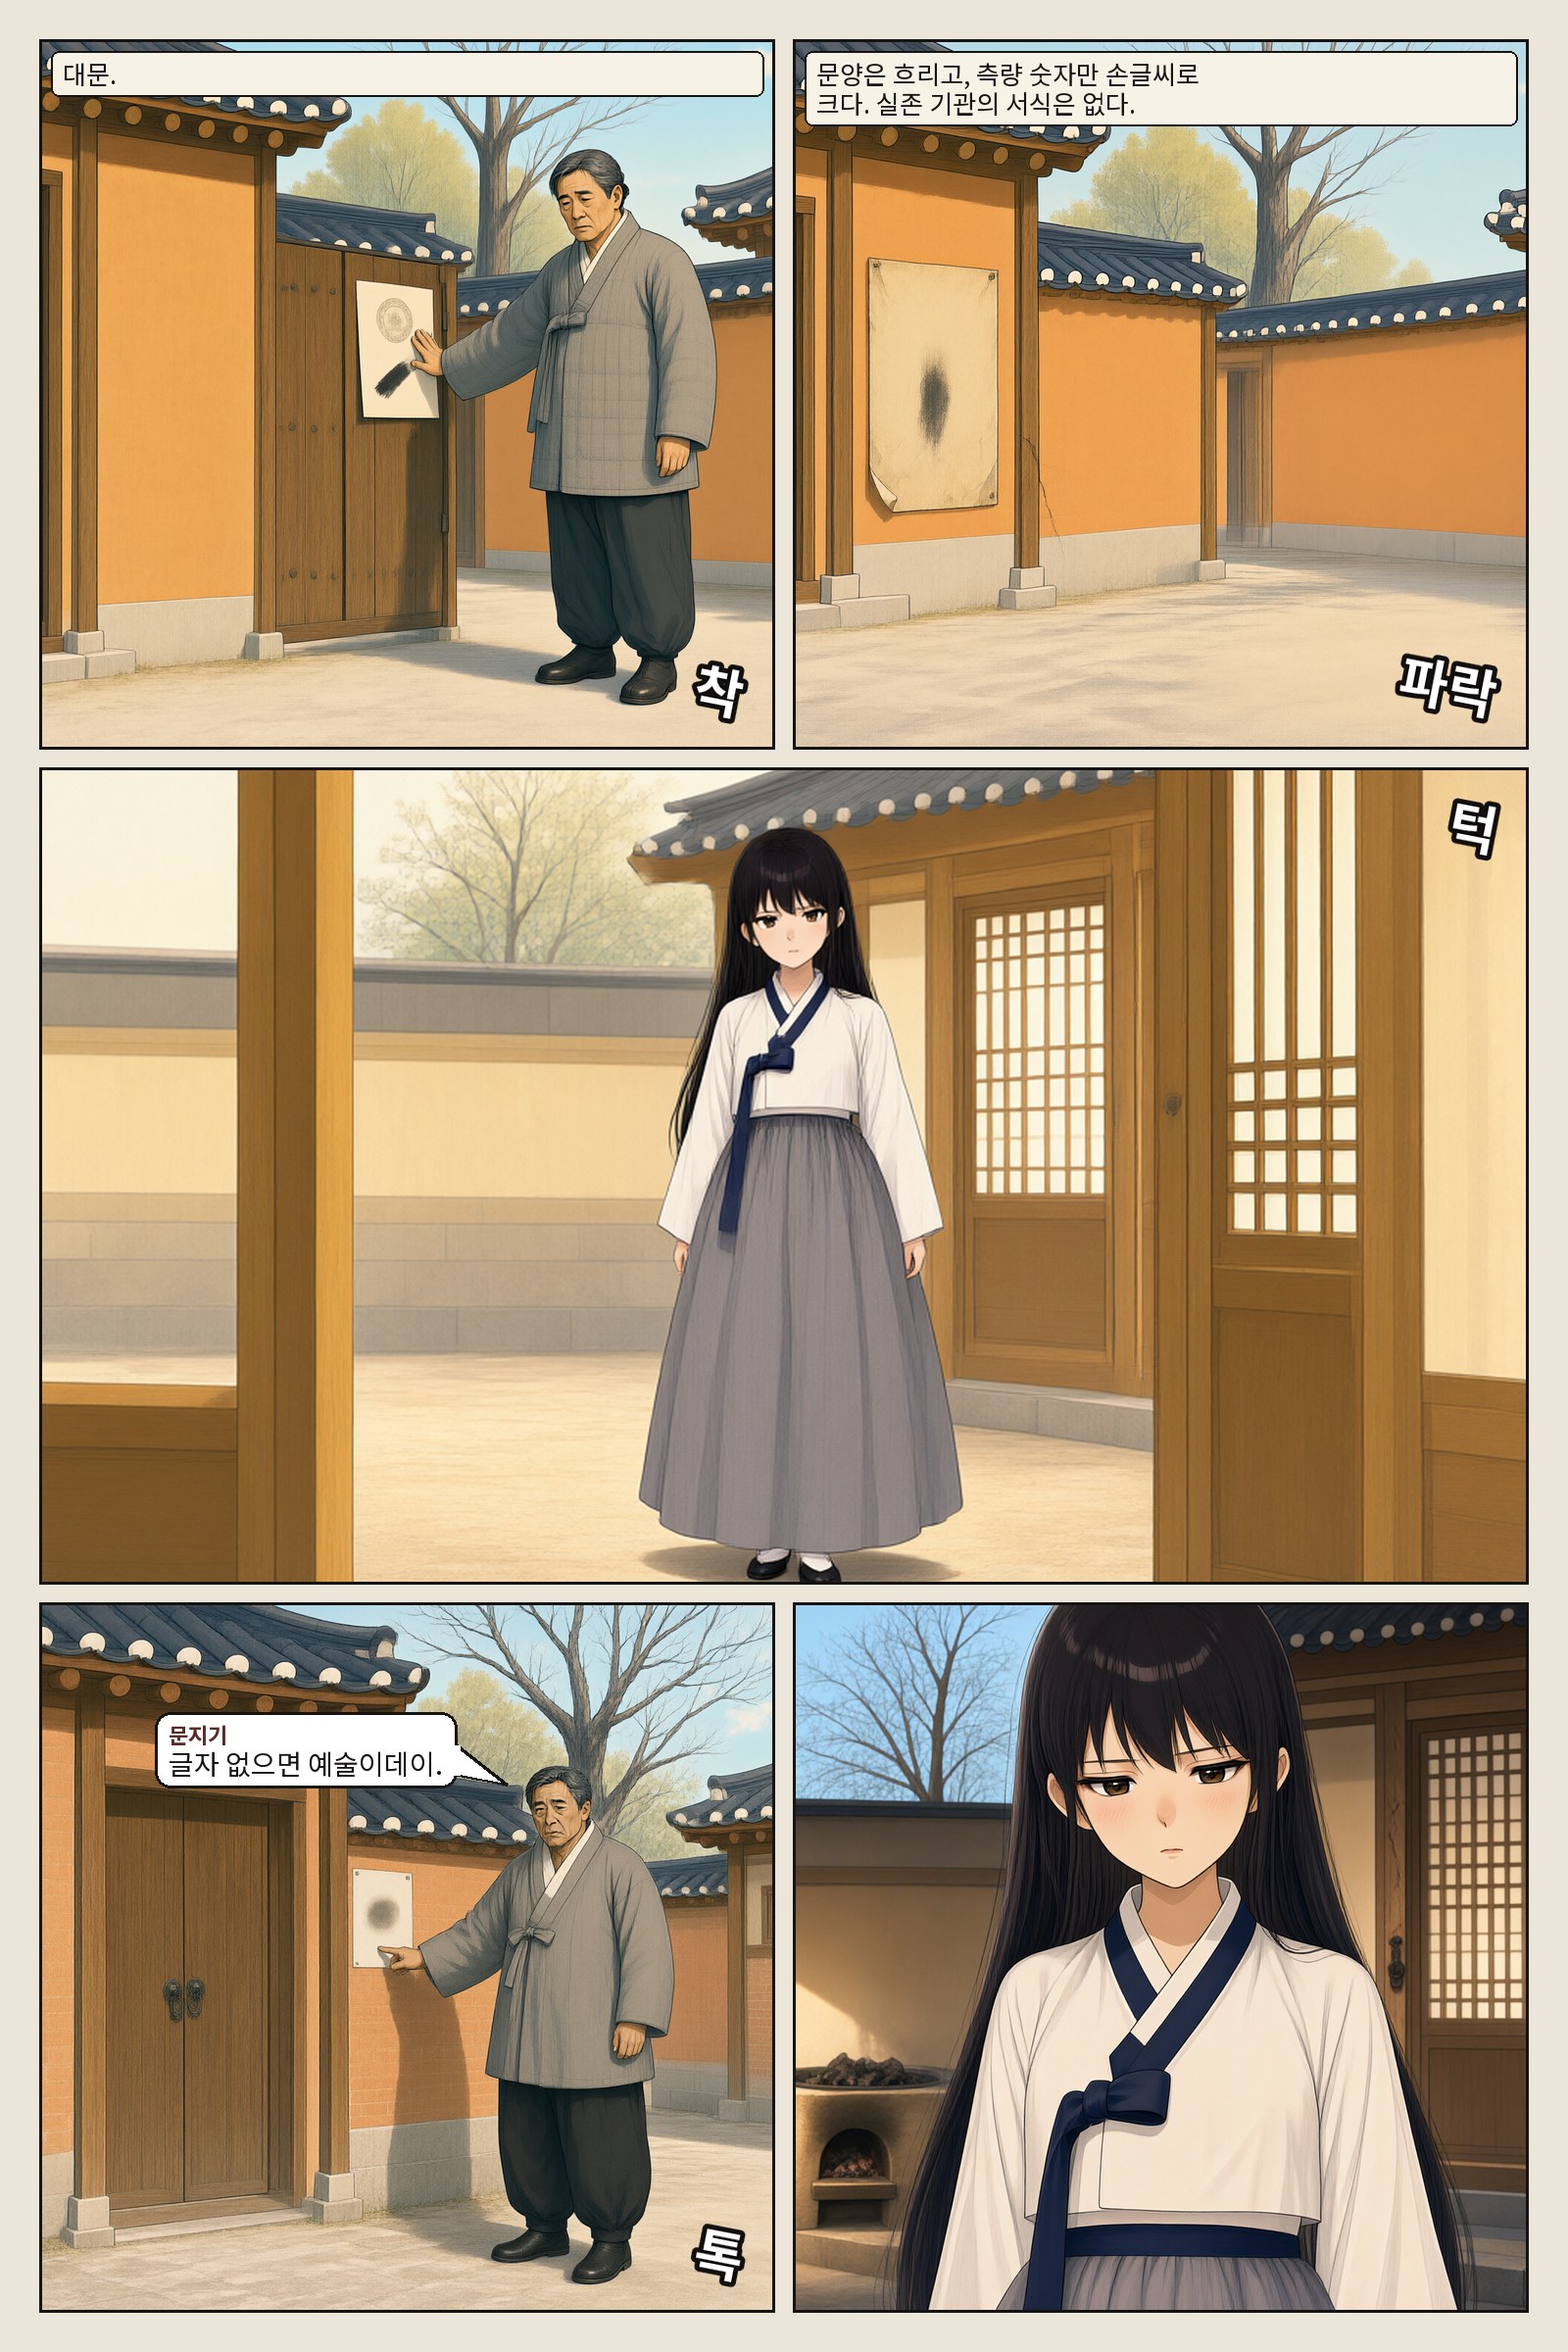 대문.
문양은 흐리고, 측량 숫자만 손글씨로
크다. 실존 기관의 서식은 없다.
착
파락
턱
문지기
글자 없으면 예술이데이.
톡